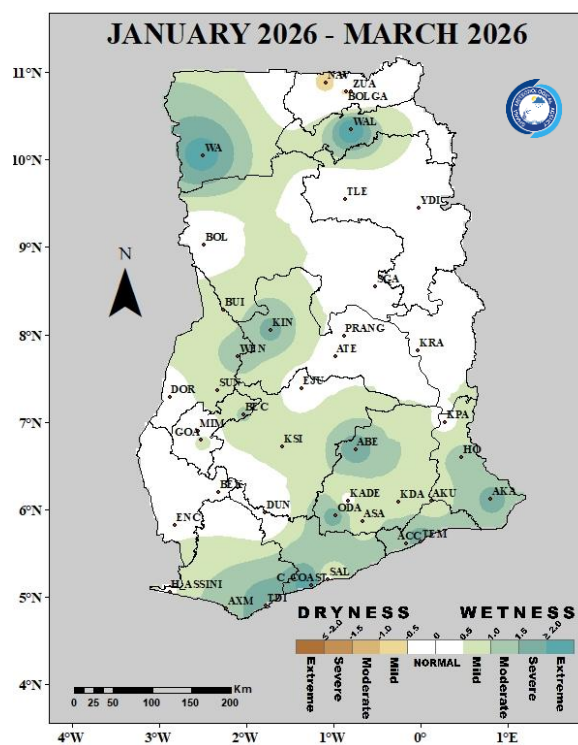 JANUARY 2026 - MARCH 2026
11°N
10°N
9°N
8°N
7°N
6°N
5°N
4°N
NAV
ZUA
BOLGA
WAL
WA
TLE
YDI
BOL
N
SGA
BUI
KIN
PRANG
WEN
ATE
KRA
EJU
DOR
SUN
BEC
KPA
MIM
GOA
KSI
ABE
HO
BEK
KADE
KDA
AKU
AKA
DUN
ODA
ASA
ENC
ACC
TEM
H_ASSINI
C_COAST
SAL
AXM
TDI
DRYNESS WETNESS
≤ -2.0 -1.5 -1.0 -0.5 0 0.5 1.0 1.5 ≥ 2.0
Extreme Severe Moderate Mild NORMAL Mild Moderate Severe Extreme
0 25 50 100 150 200 Km
4°W 3°W 2°W 1°W 0° 1°E